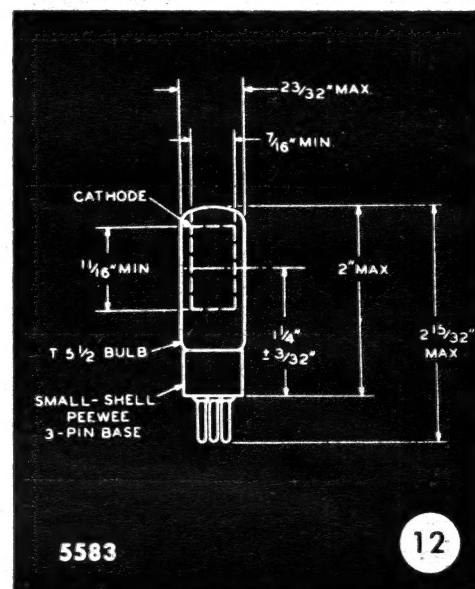 23/32" MAX.
7/16" MIN.
CATHODE
11/16" MIN
2" MAX
1 1/4"
± 3/32"
2 15/32"
MAX
T 5 1/2 BULB
SMALL-SHELL
PEEWEE
3-PIN BASE
5583
12